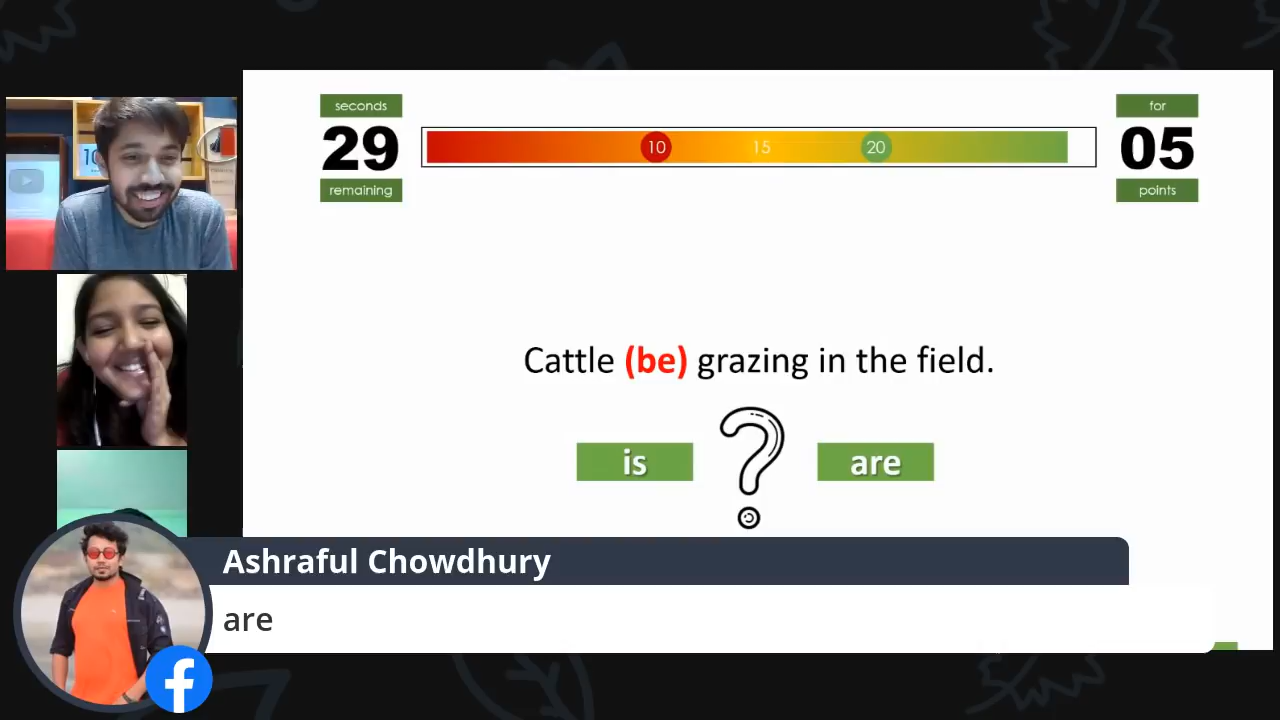 seconds
29
remaining
10
15
20
for
05
points
Cattle (be) grazing in the field.
is
are
Ashraful Chowdhury
are